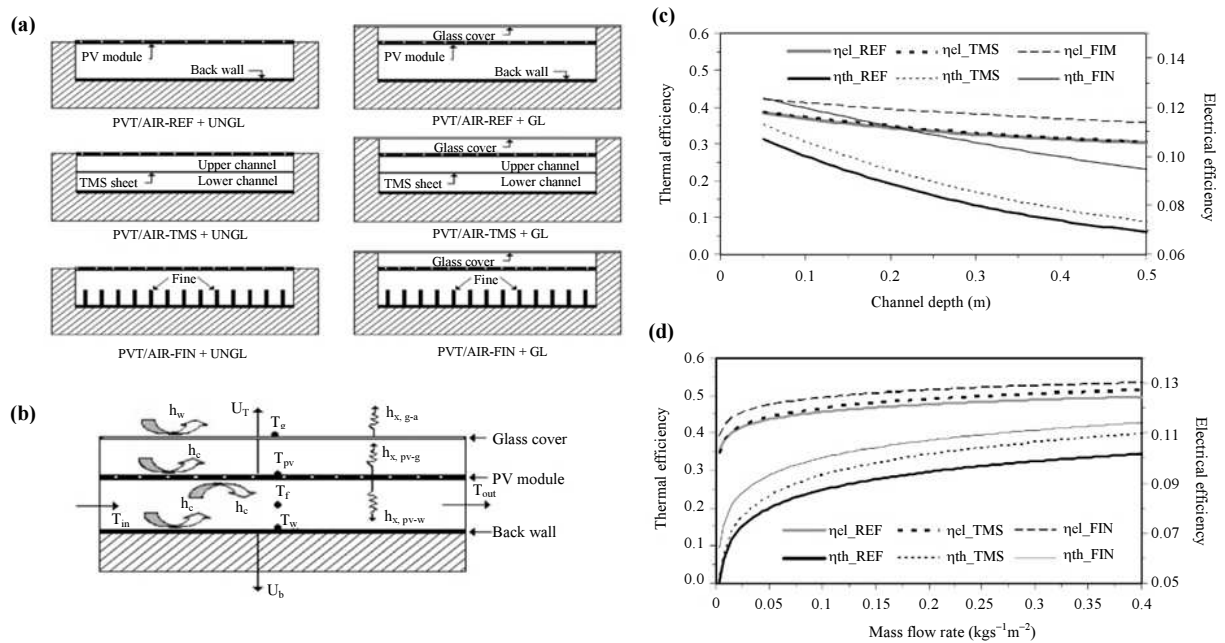 (a)
PV module
Back wall
PVT/AIR-REF + UNGL
Glass cover
PV module
Back wall
PVT/AIR-REF + GL
Upper channel
TMS sheet
Lower channel
PVT/AIR-TMS + UNGL
Glass cover
Upper channel
TMS sheet
Lower channel
PVT/AIR-TMS + GL
Fine
PVT/AIR-FIN + UNGL
Glass cover
Fine
PVT/AIR-FIN + GL
(b)
h_w
U_T
T_g
h_x, g-a
Glass cover
h_c
T_pv
h_x, pv-g
PV module
T_in
h_c
h_c
T_f
T_w
h_x, pv-w
T_out
Back wall
U_b
(c)
ηel_REF
ηel_TMS
ηel_FIM
ηth_REF
ηth_TMS
ηth_FIN
Thermal efficiency
0.6
0.5
0.4
0.3
0.2
0.1
0.0
Electrical efficiency
0.14
0.12
0.10
0.08
0.06
0.1 0.2 0.3 0.4 0.5
Channel depth (m)
(d)
Thermal efficiency
0.6
0.5
0.4
0.3
0.2
0.1
0.0
Electrical efficiency
0.13
0.11
0.09
0.07
0.05
ηel_REF
ηel_TMS
ηel_FIN
ηth_REF
ηth_TMS
ηth_FIN
0 0.05 0.1 0.15 0.2 0.25 0.3 0.35 0.4
Mass flow rate (kgs⁻¹m⁻²)